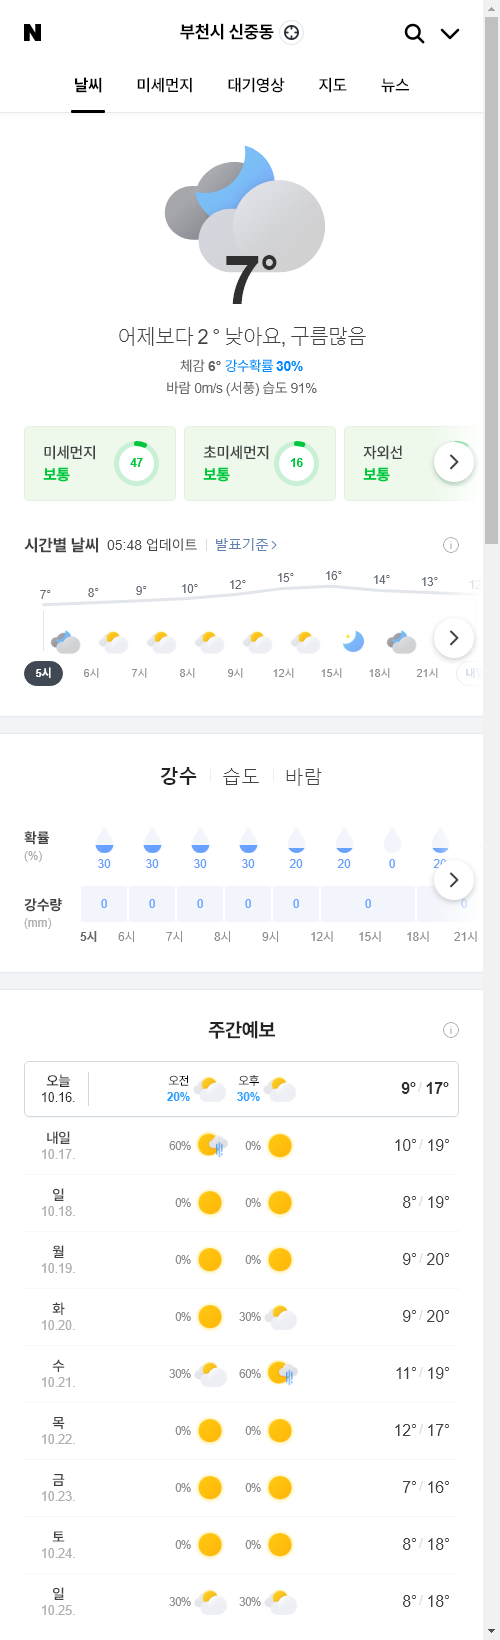 N 부천시 신중동
날씨 미세먼지 대기영상 지도 뉴스
7°
어제보다 2 ° 낮아요, 구름많음
체감 6° 강수확률 30%
바람 0m/s (서풍) 습도 91%
미세먼지 보통 47
초미세먼지 보통 16
자외선 보통
시간별 날씨 05:48 업데이트 발표기준
7° 8° 9° 10° 12° 15° 16° 14° 13° 12
5시 6시 7시 8시 9시 12시 15시 18시 21시 내일
강수 습도 바람
확률
(%)
30 30 30 30 20 20 0 20
강수량
(mm)
0 0 0 0 0 0 0
5시 6시 7시 8시 9시 12시 15시 18시 21시
주간예보
오늘 10.16. 오전 20% 오후 30% 9° / 17°
내일 10.17. 60% 0% 10° / 19°
일 10.18. 0% 0% 8° / 19°
월 10.19. 0% 0% 9° / 20°
화 10.20. 0% 30% 9° / 20°
수 10.21. 30% 60% 11° / 19°
목 10.22. 0% 0% 12° / 17°
금 10.23. 0% 0% 7° / 16°
토 10.24. 0% 0% 8° / 18°
일 10.25. 30% 30% 8° / 18°